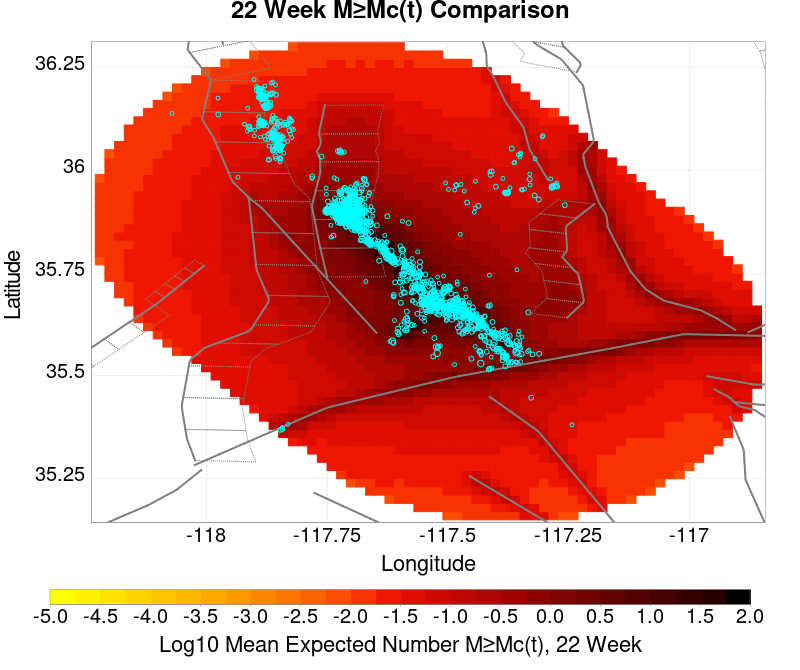 22 Week M≥Mc(t) Comparison
36.25
36
35.75
35.5
35.25
Latitude
-118 -117.75 -117.5 -117.25 -117
Longitude
-5.0 -4.5 -4.0 -3.5 -3.0 -2.5 -2.0 -1.5 -1.0 -0.5 0.0 0.5 1.0 1.5 2.0
Log10 Mean Expected Number M≥Mc(t), 22 Week